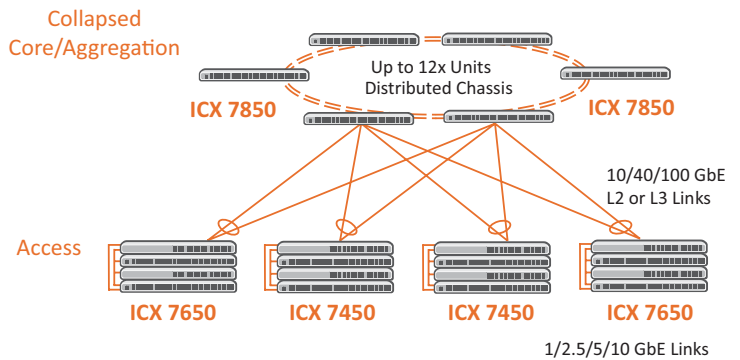 Collapsed
Core/Aggregation
Up to 12x Units
Distributed Chassis
ICX 7850
ICX 7850
10/40/100 GbE
L2 or L3 Links
Access
ICX 7650
ICX 7450
ICX 7450
ICX 7650
1/2.5/5/10 GbE Links